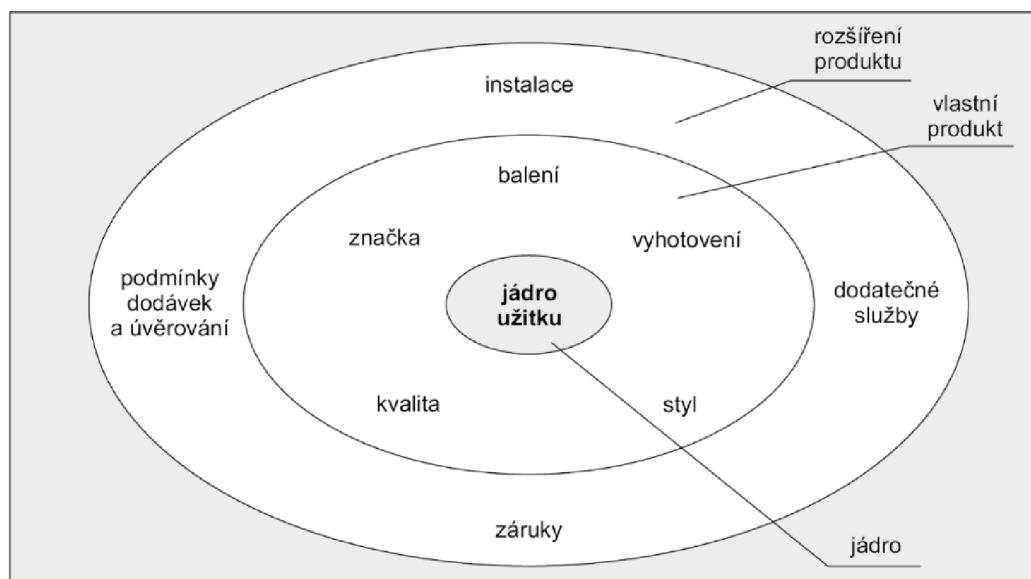 rozšíření
produktu
instalace
vlastní
produkt
balení
značka
vyhotovení
podmínky
dodávek
a úvěrování
jádro
užitku
dodatečné
služby
kvalita
styl
záruky
jádro